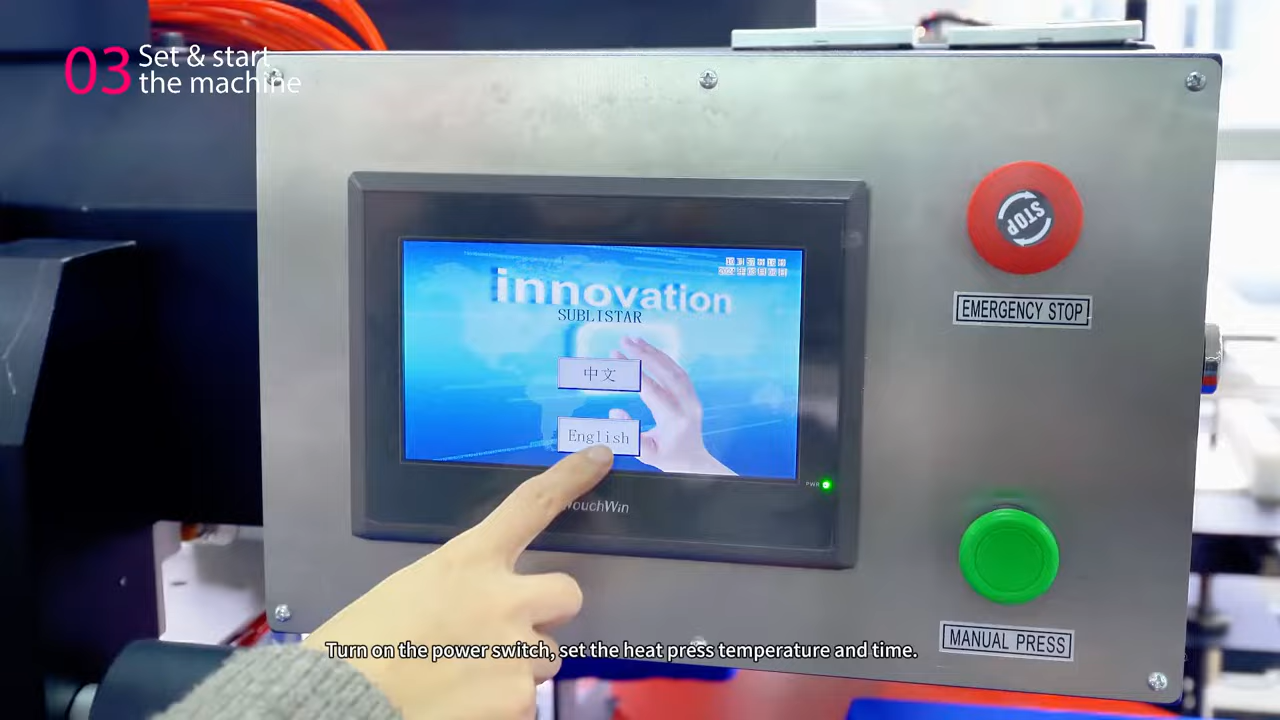 03 Set & start
the machine
innovation
SUBLISTAR
中文
English
TouchWin
PWR
STOP
EMERGENCY STOP
MANUAL PRESS
Turn on the power switch, set the heat press temperature and time.